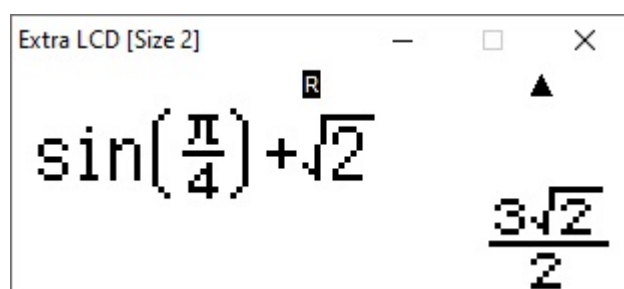 Extra LCD [Size 2]
R
sin(π/4)+√2
3√2/2